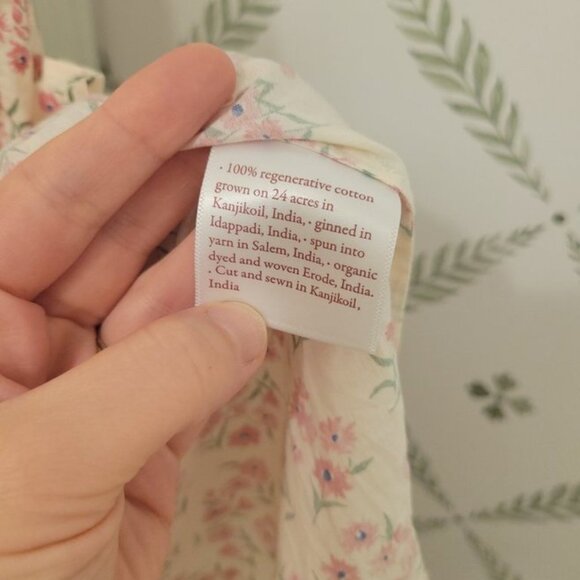 · 100% regenerative cotton
grown on 24 acres in
Kanjikoil, India, · ginned in
Idappadi, India, · spun into
yarn in Salem, India, · organic
dyed and woven Erode, India.
· Cut and sewn in Kanjikoil,
India